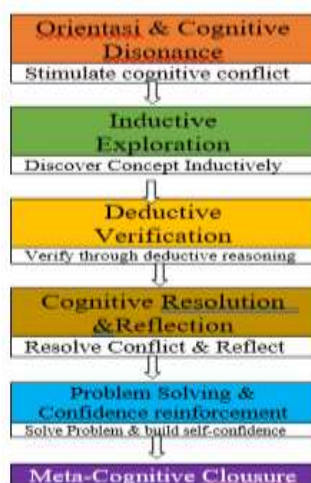 Orientasi & Cognitive
Disonance
Stimulate cognitive conflict
Inductive
Exploration
Discover Concept Inductively
Deductive
Verification
Verify through deductive reasoning
Cognitive Resolution
&Reflection
Resolve Conflict & Reflect
Problem Solving &
Confidence reinforcement
Solve Problem & build self-confidence
Meta-Cognitive Clousure